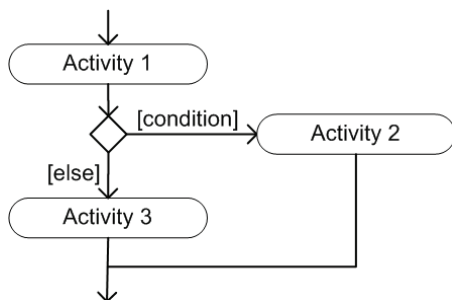 Activity 1
[condition]
Activity 2
[else]
Activity 3